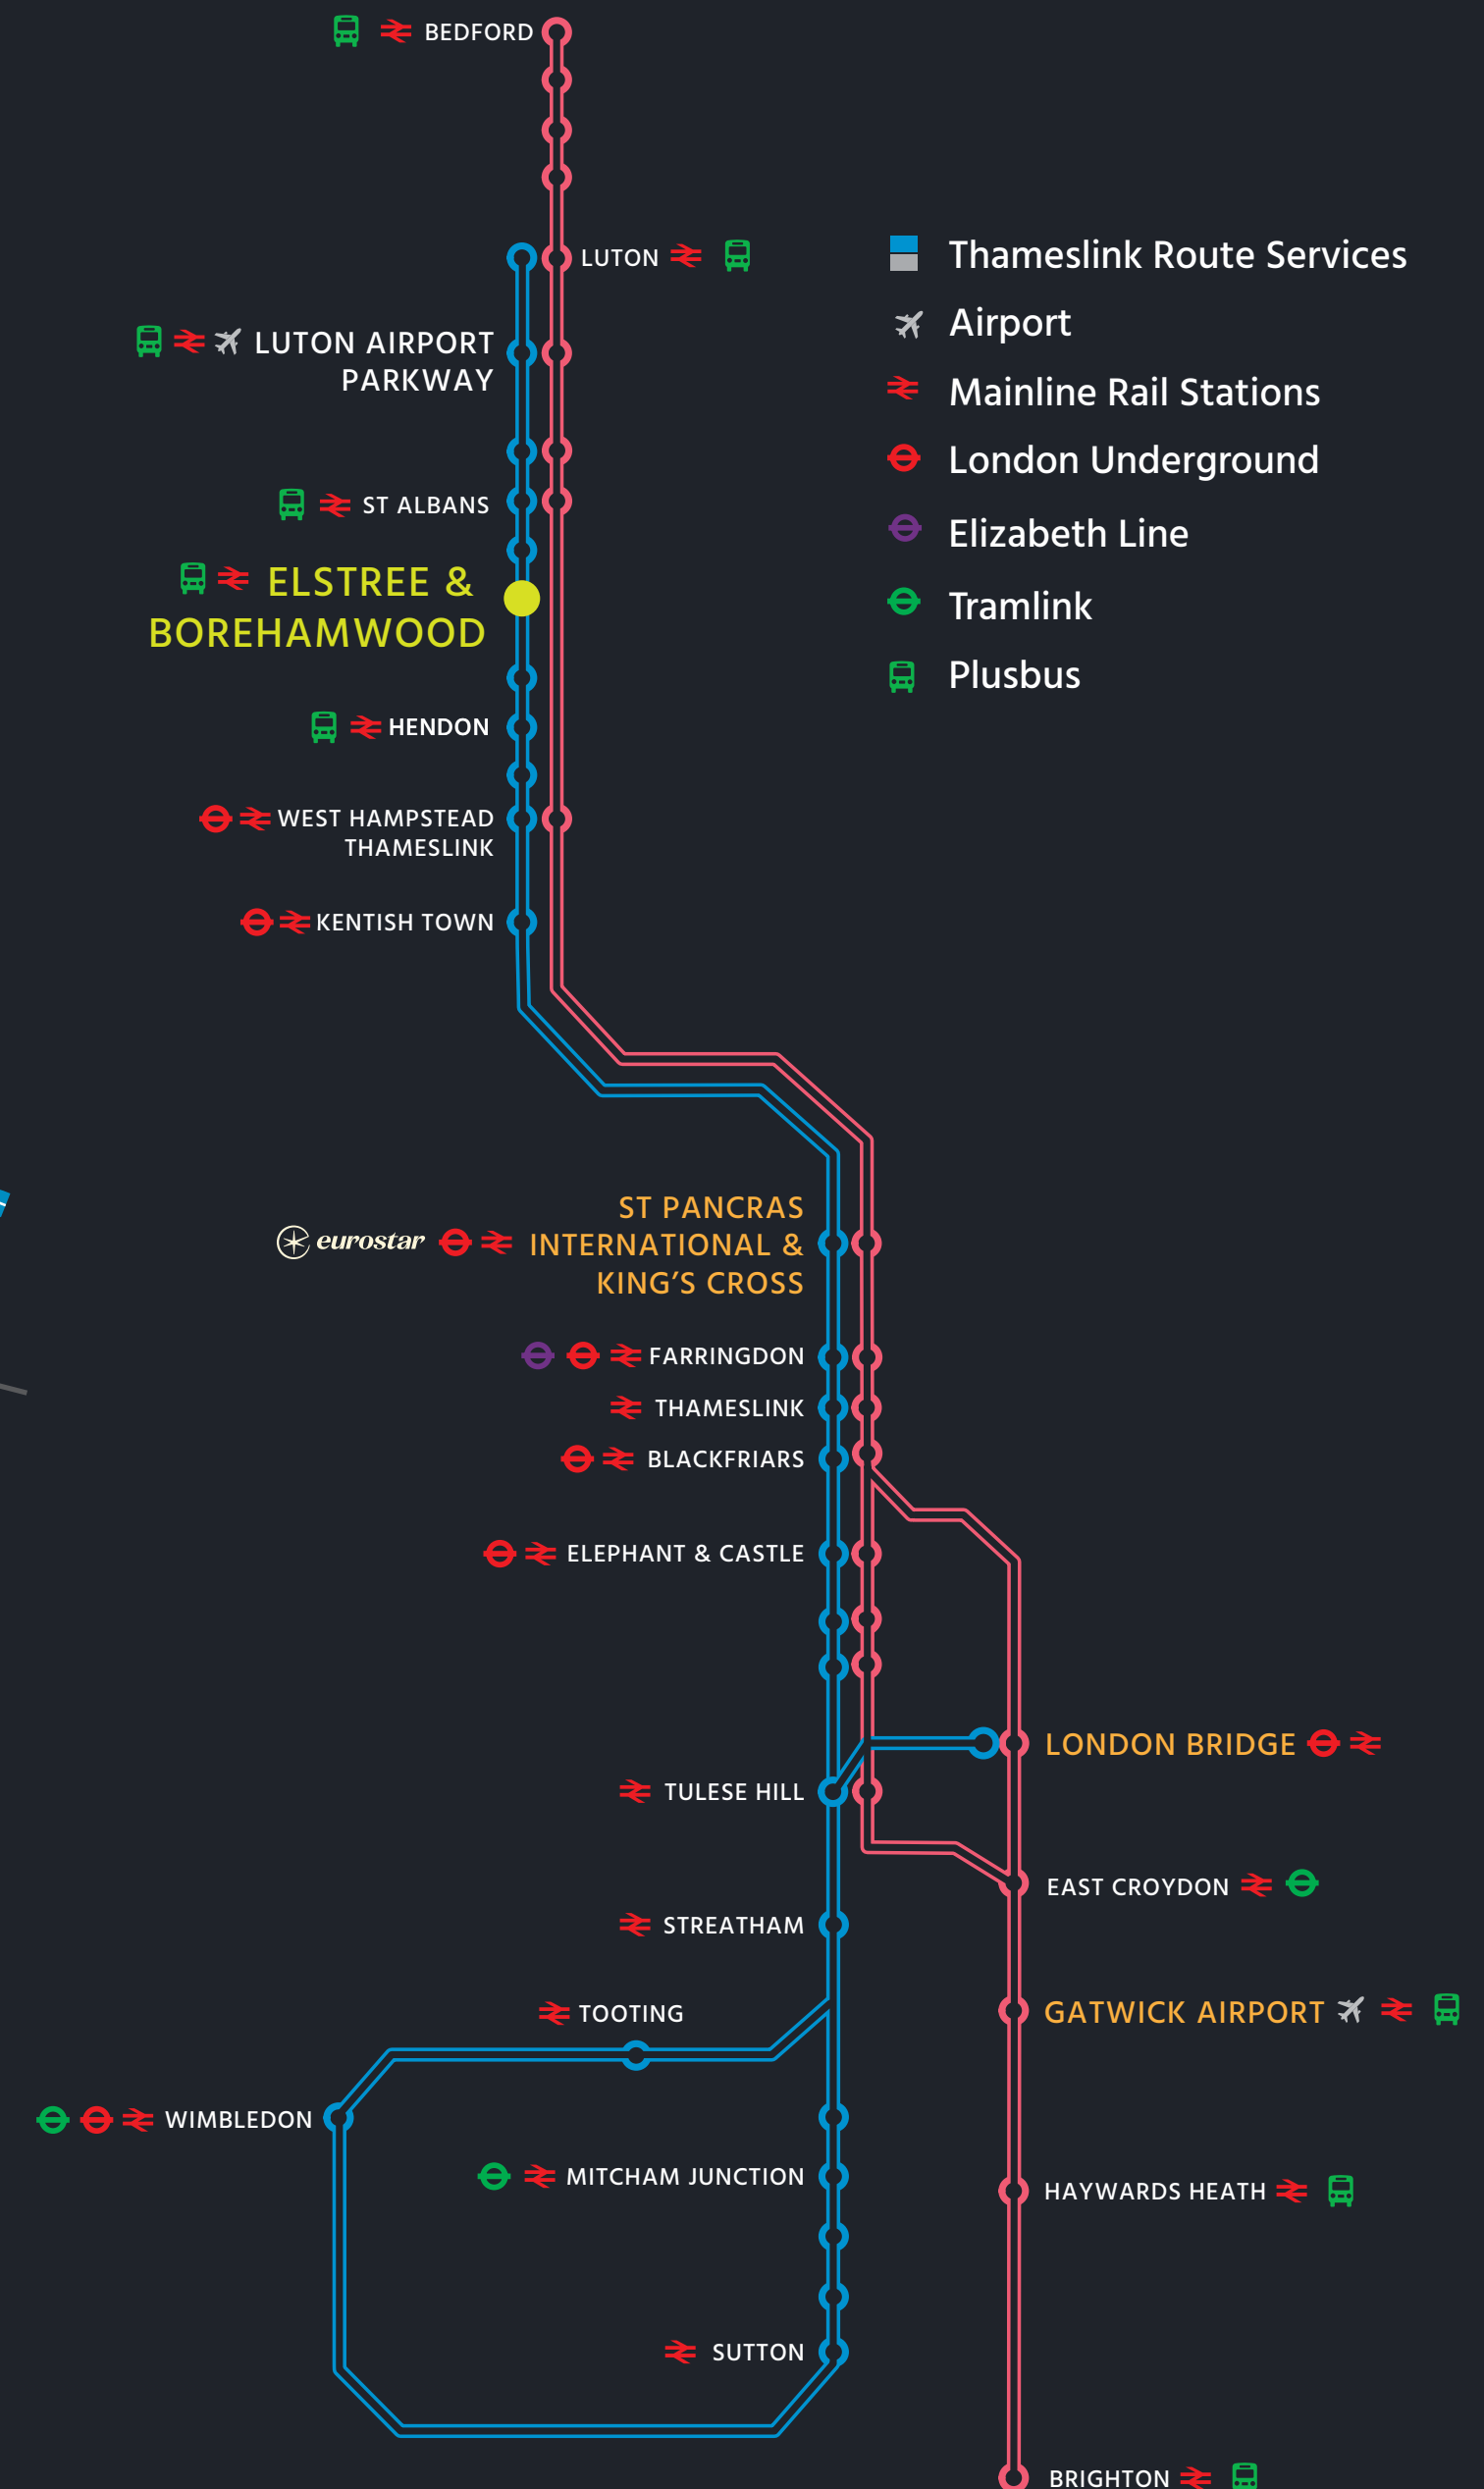 BEDFORD
LUTON
Thameslink Route Services
Airport
LUTON AIRPORT
PARKWAY
Mainline Rail Stations
London Underground
ST ALBANS
Elizabeth Line
ELSTREE &
BOREHAMWOOD
Tramlink
Plusbus
HENDON
WEST HAMPSTEAD
THAMESLINK
KENTISH TOWN
ST PANCRAS
eurostar INTERNATIONAL &
KING’S CROSS
FARRINGDON
THAMESLINK
BLACKFRIARS
ELEPHANT & CASTLE
LONDON BRIDGE
TULESE HILL
EAST CROYDON
STREATHAM
TOOTING
GATWICK AIRPORT
WIMBLEDON
MITCHAM JUNCTION
HAYWARDS HEATH
SUTTON
BRIGHTON